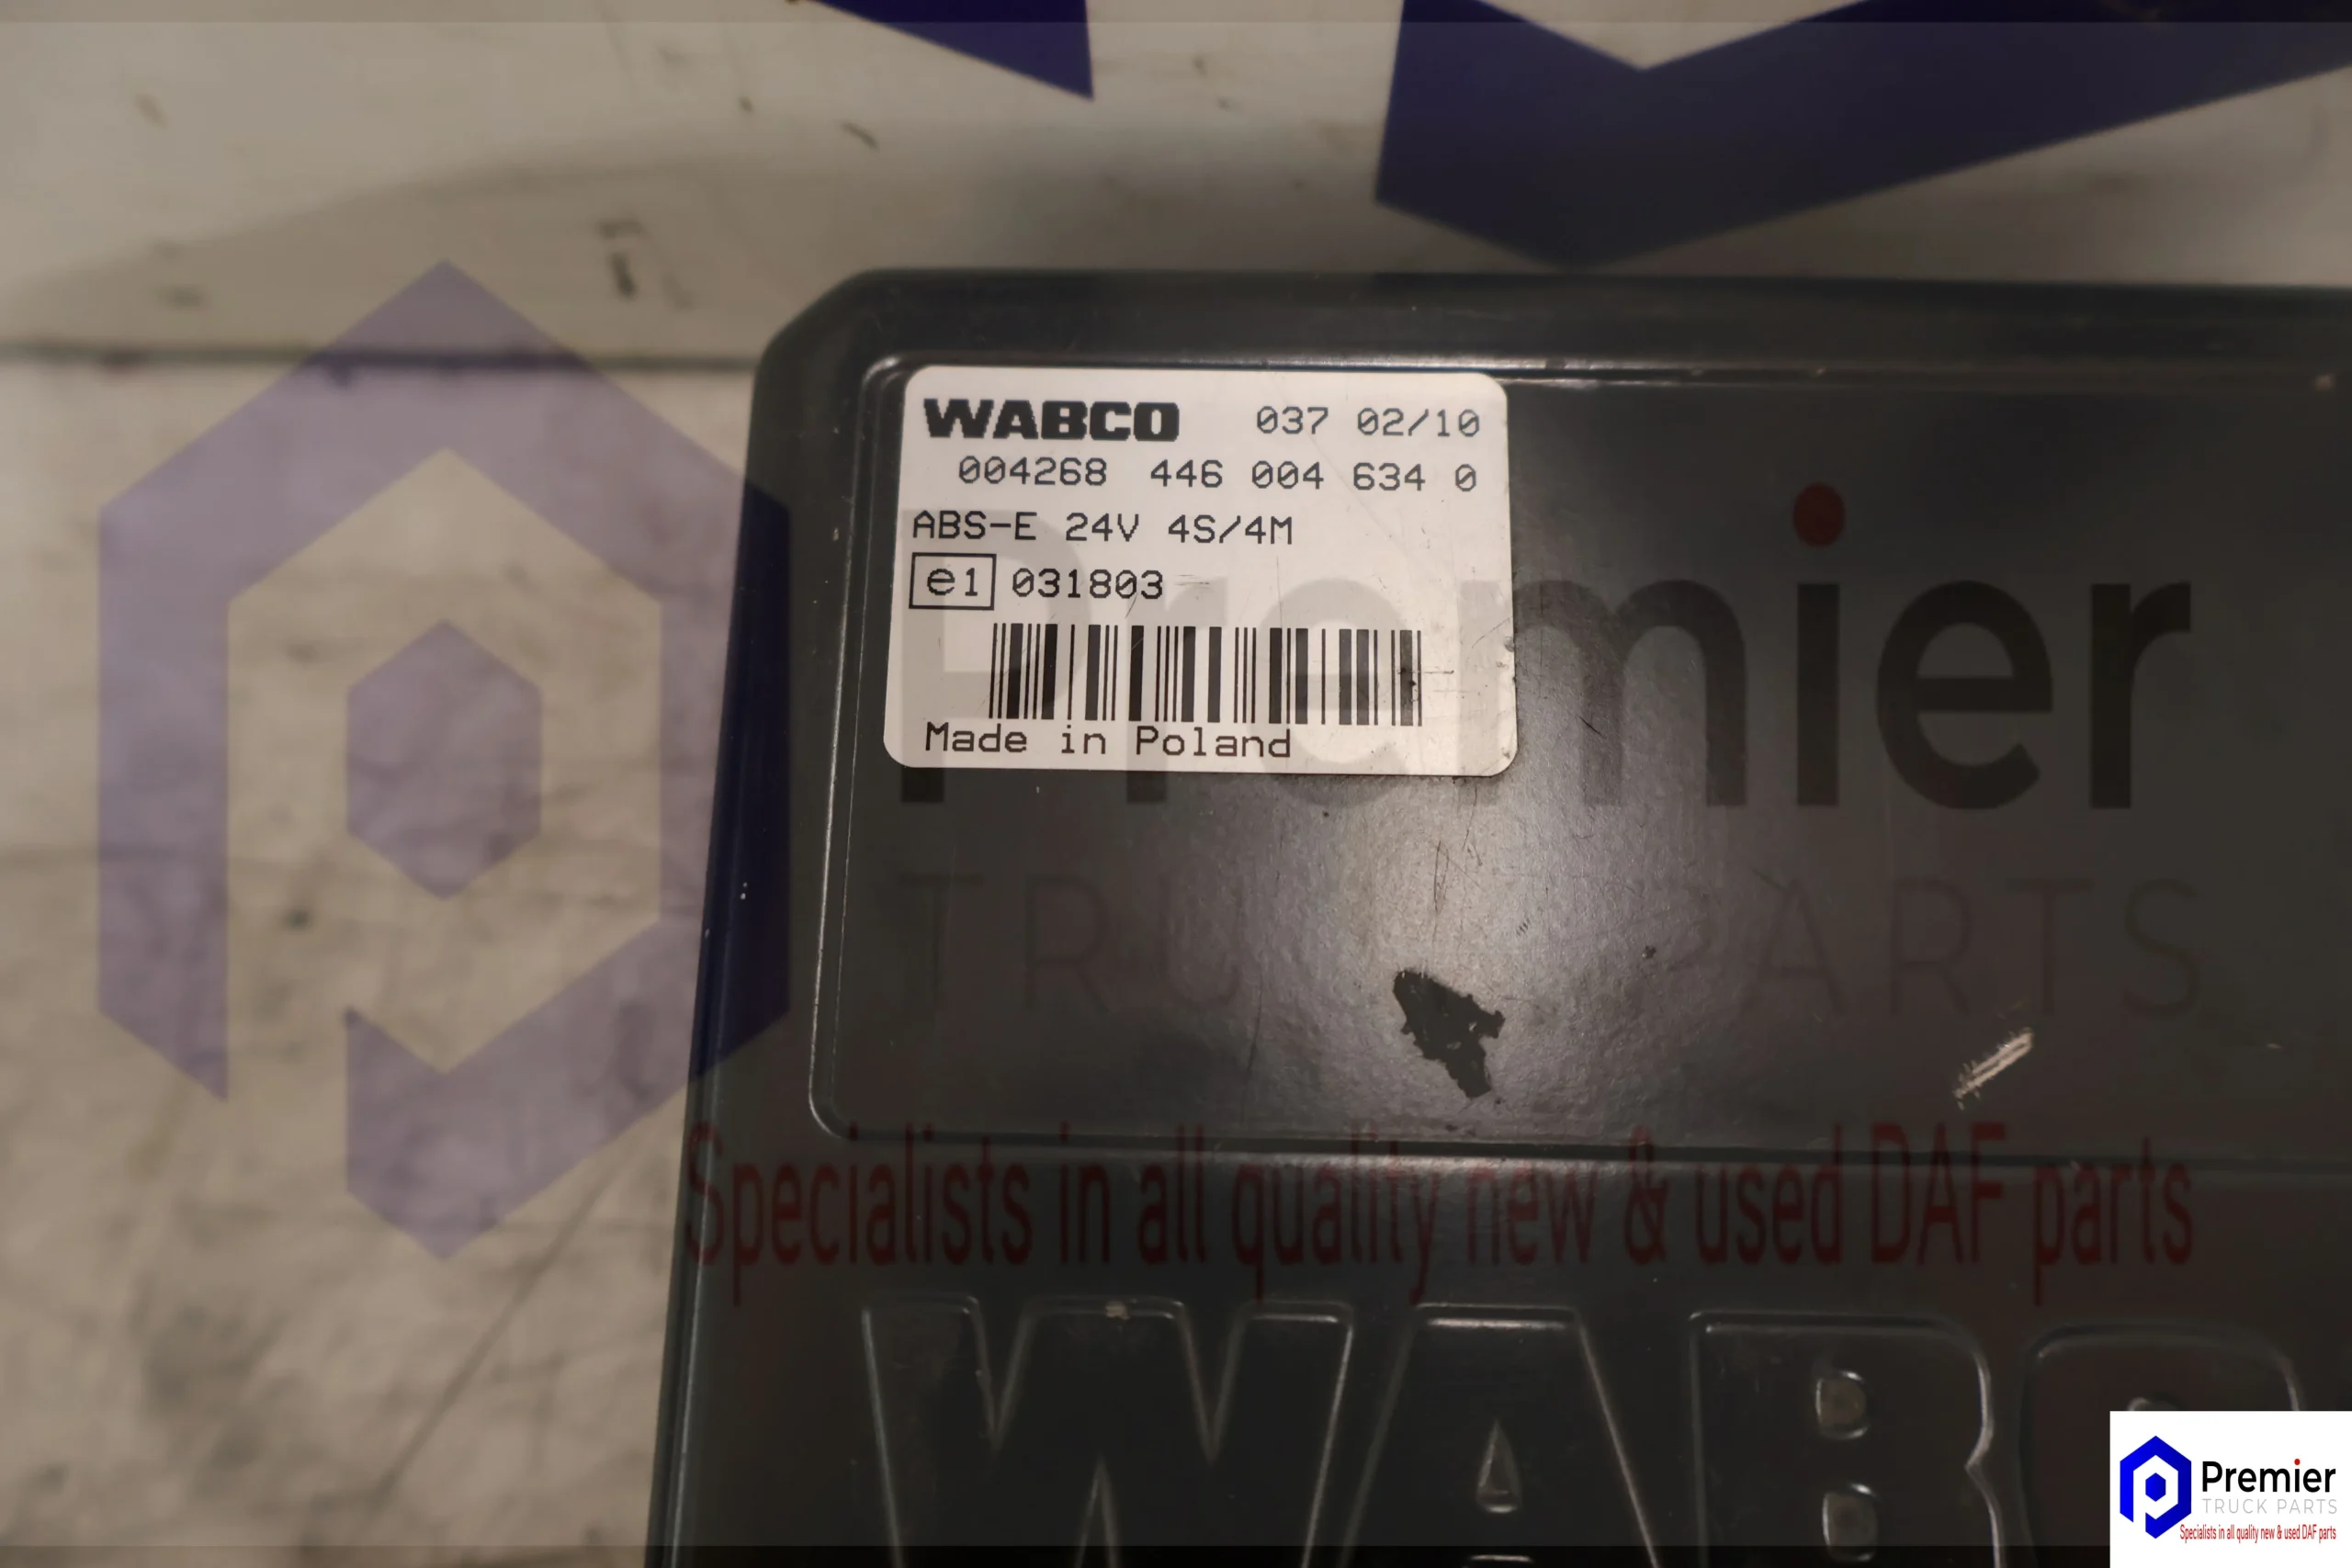 WABCO 037 02/10
004268 446 004 634 0
ABS-E 24V 4S/4M
e1 031803
Made in Poland
Premier
TRUCK PARTS
Specialists in all quality new & used DAF parts
WABC
Premier
TRUCK PARTS
Specialists in all quality new & used DAF parts